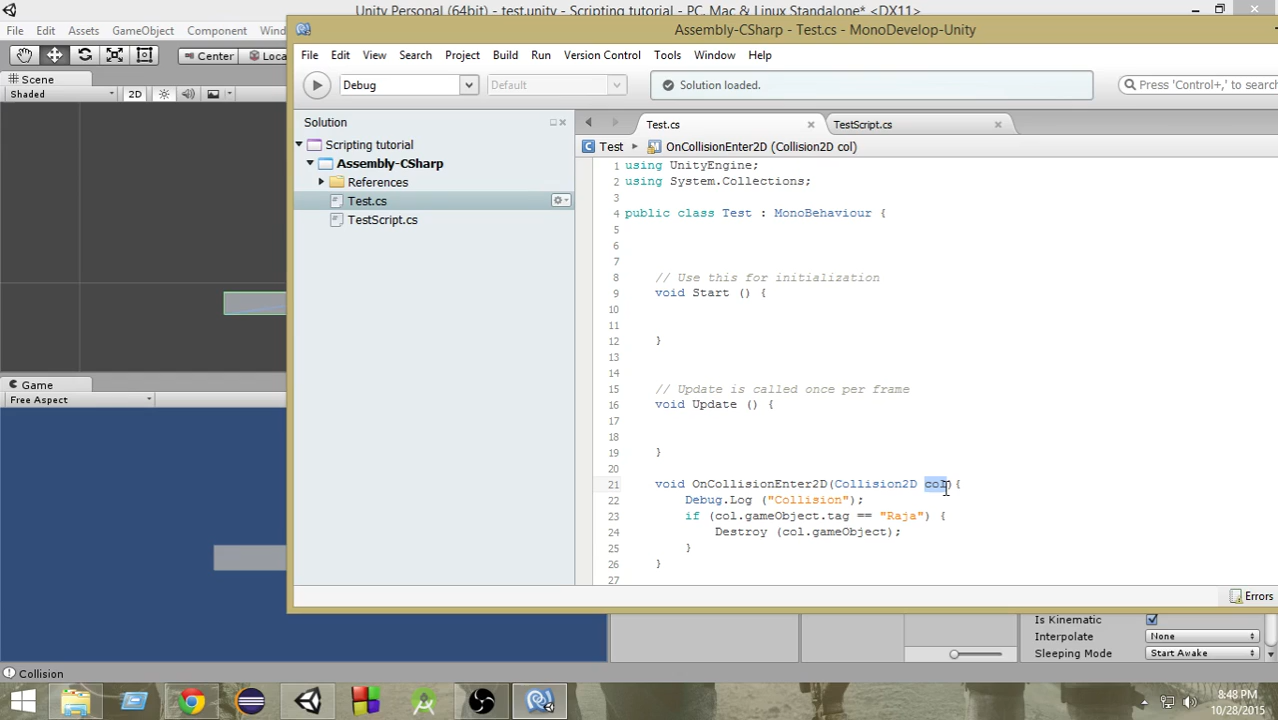 Unity Personal (64bit) - test.unity - Scripting tutorial - PC, Mac & Linux Standalone* <DX11>
File Edit Assets GameObject Component
Center
Scene
Shaded 2D
Game
Free Aspect
Assembly-CSharp - Test.cs - MonoDevelop-Unity
File Edit View Search Project Build Run Version Control Tools Window Help
Debug Default Solution loaded. Press 'Control+,' to search
Solution
Scripting tutorial
Assembly-CSharp
References
Test.cs
TestScript.cs
Test.cs TestScript.cs
Test OnCollisionEnter2D (Collision2D col)
1 using UnityEngine;
2 using System.Collections;
3
4 public class Test : MonoBehaviour {
5
6
7
8 // Use this for initialization
9 void Start () {
10
11
12 }
13
14
15 // Update is called once per frame
16 void Update () {
17
18
19 }
20
21 void OnCollisionEnter2D(Collision2D col){
22 Debug.Log ("Collision");
23 if (col.gameObject.tag == "Raja") {
24 Destroy (col.gameObject);
25 }
26 }
27
Errors
Is Kinematic
Interpolate None
Sleeping Mode Start Awake
Collision
8:48 PM
10/28/2015